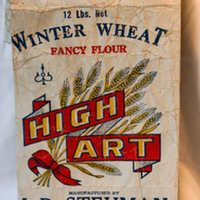 12 Lbs. Net
WINTER WHEAT
FANCY FLOUR
HIGH
ART
MANUFACTURED BY